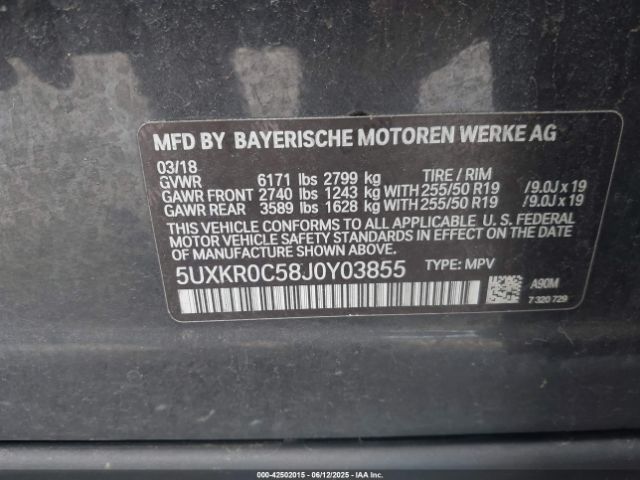 MFD BY BAYERISCHE MOTOREN WERKE AG
03/18
GVWR 6171 lbs 2799 kg TIRE / RIM
GAWR FRONT 2740 lbs 1243 kg WITH 255/50 R19 /9.0J x 19
GAWR REAR 3589 lbs 1628 kg WITH 255/50 R19 /9.0J x 19
THIS VEHICLE CONFORMS TO ALL APPLICABLE U. S. FEDERAL
MOTOR VEHICLE SAFETY STANDARDS IN EFFECT ON THE DATE
OF MANUFACTURE SHOWN ABOVE.
5UXKR0C58J0Y03855 TYPE: MPV
A90M
7 320 729
000-42502015 - 06/12/2025 - IAAI.COM